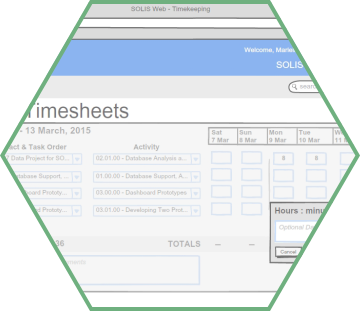 SOLIS Web - Timekeeping
Welcome, Marie
SOLIS
search
Timesheets
- 13 March, 2015
Sat Sun Mon Tue W
7 Mar 8 Mar 9 Mar 10 Mar 11 M
ect & Task Order Activity
Data Project for SO... 02.01.00 - Database Analysis a... 8 8
tabase Support, ... 01.00.00 - Database Support, A...
board Prototy... 03.00.00 - Dashboard Prototypes
d Prototy... 03.01.00 - Developing Two Prot...
Hours : minu
Optional De
36 TOTALS -- --
Cancel